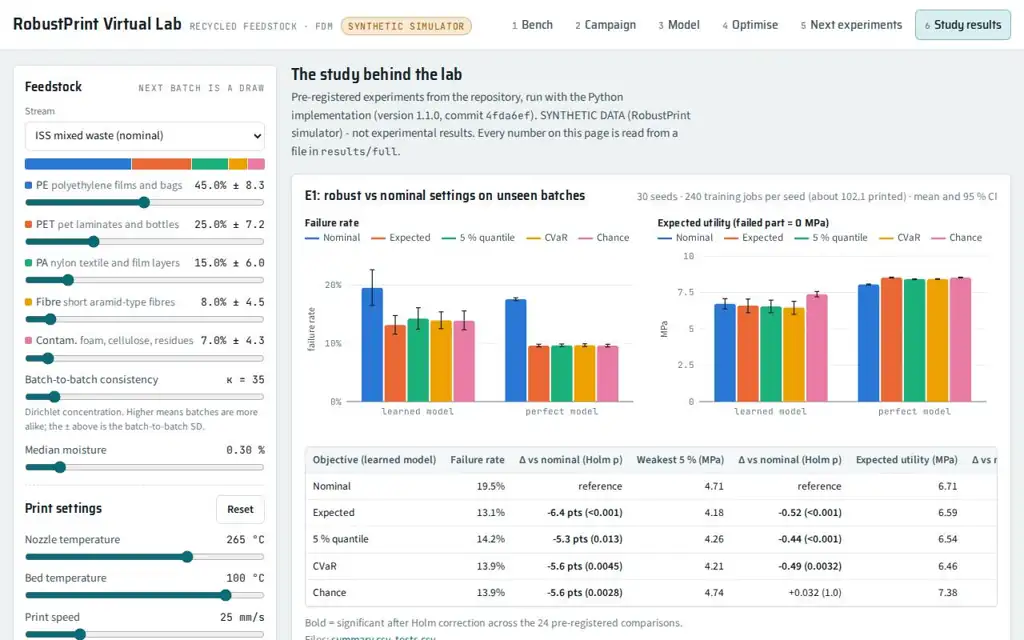 RobustPrint Virtual Lab RECYCLED FEEDSTOCK · FDM SYNTHETIC SIMULATOR
1 Bench 2 Campaign 3 Model 4 Optimise 5 Next experiments 6 Study results
Feedstock NEXT BATCH IS A DRAW
Stream
ISS mixed waste (nominal)
PE polyethylene films and bags 45.0% ± 8.3
PET pet laminates and bottles 25.0% ± 7.2
PA nylon textile and film layers 15.0% ± 6.0
Fibre short aramid-type fibres 8.0% ± 4.5
Contam. foam, cellulose, residues 7.0% ± 4.3
Batch-to-batch consistency κ = 35
Dirichlet concentration. Higher means batches are more
alike; the ± above is the batch-to-batch SD.
Median moisture 0.30 %
Print settings Reset
Nozzle temperature 265 °C
Bed temperature 100 °C
Print speed 25 mm/s
The study behind the lab
Pre-registered experiments from the repository, run with the Python
implementation (version 1.1.0, commit 4fda6ef). SYNTHETIC DATA (RobustPrint
simulator) - not experimental results. Every number on this page is read from a
file in results/full.
E1: robust vs nominal settings on unseen batches 30 seeds · 240 training jobs per seed (about 102.1 printed) · mean and 95 % CI
Failure rate
Nominal Expected 5 % quantile CVaR Chance
20%
10%
0%
failure rate
learned model perfect model
Expected utility (failed part = 0 MPa)
Nominal Expected 5 % quantile CVaR Chance
10
7.5
5
2.5
0
MPa
learned model perfect model
Objective (learned model) Failure rate Δ vs nominal (Holm p) Weakest 5 % (MPa) Δ vs nominal (Holm p) Expected utility (MPa) Δ vs r
Nominal 19.5% reference 4.71 reference 6.71
Expected 13.1% -6.4 pts (<0.001) 4.18 -0.52 (<0.001) 6.59
5 % quantile 14.2% -5.3 pts (0.013) 4.26 -0.44 (<0.001) 6.54
CVaR 13.9% -5.6 pts (0.0045) 4.21 -0.49 (0.0032) 6.46
Chance 13.9% -5.6 pts (0.0028) 4.74 +0.032 (1.0) 7.38
Bold = significant after Holm correction across the 24 pre-registered comparisons.
Files: summary.csv, tests.csv